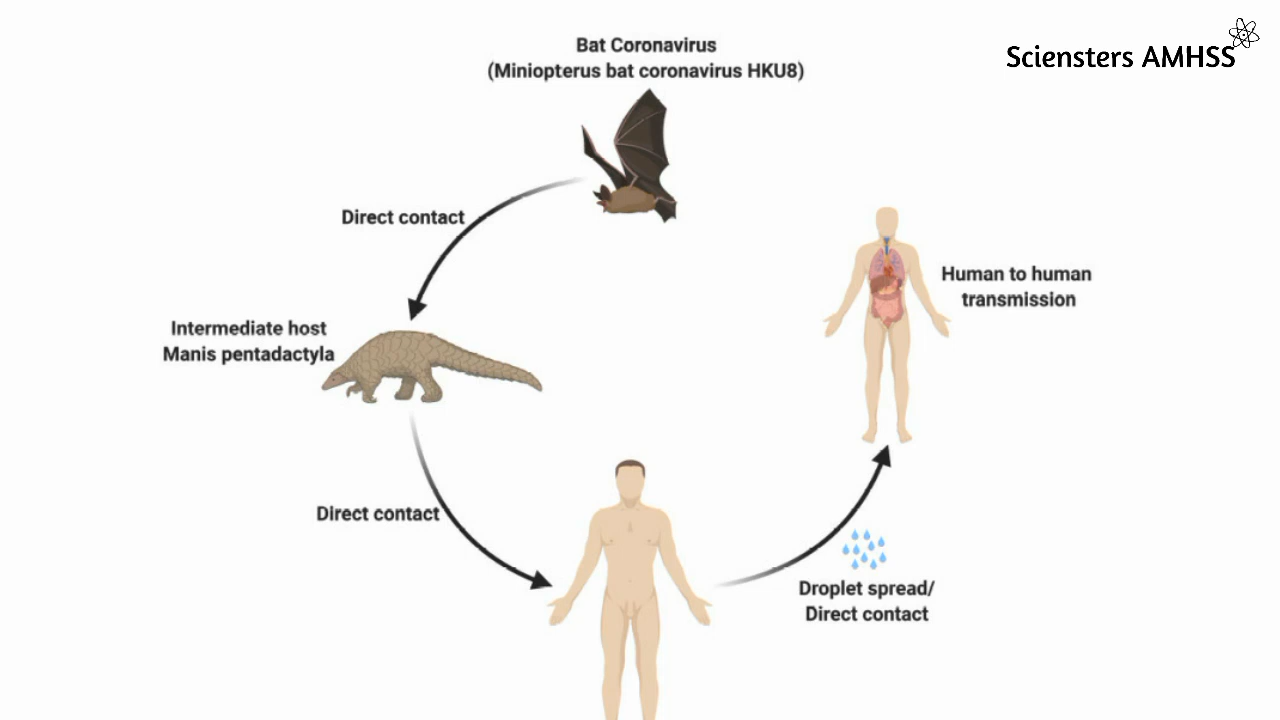 Bat Coronavirus
(Miniopterus bat coronavirus HKU8)
Sciensters AMHSS
Direct contact
Human to human
transmission
Intermediate host
Manis pentadactyla
Direct contact
Droplet spread/
Direct contact